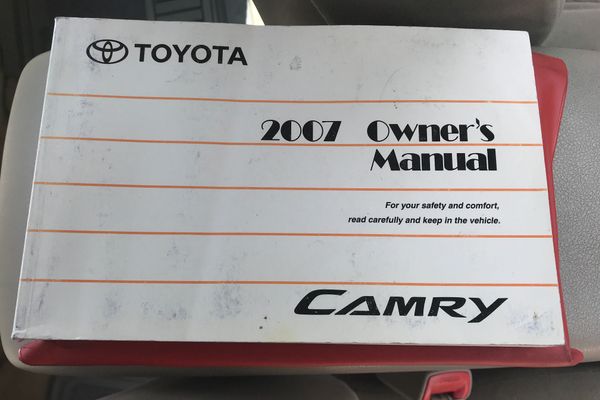 TOYOTA
2007 Owner's
Manual
For your safety and comfort,
read carefully and keep in the vehicle.
CAMRY